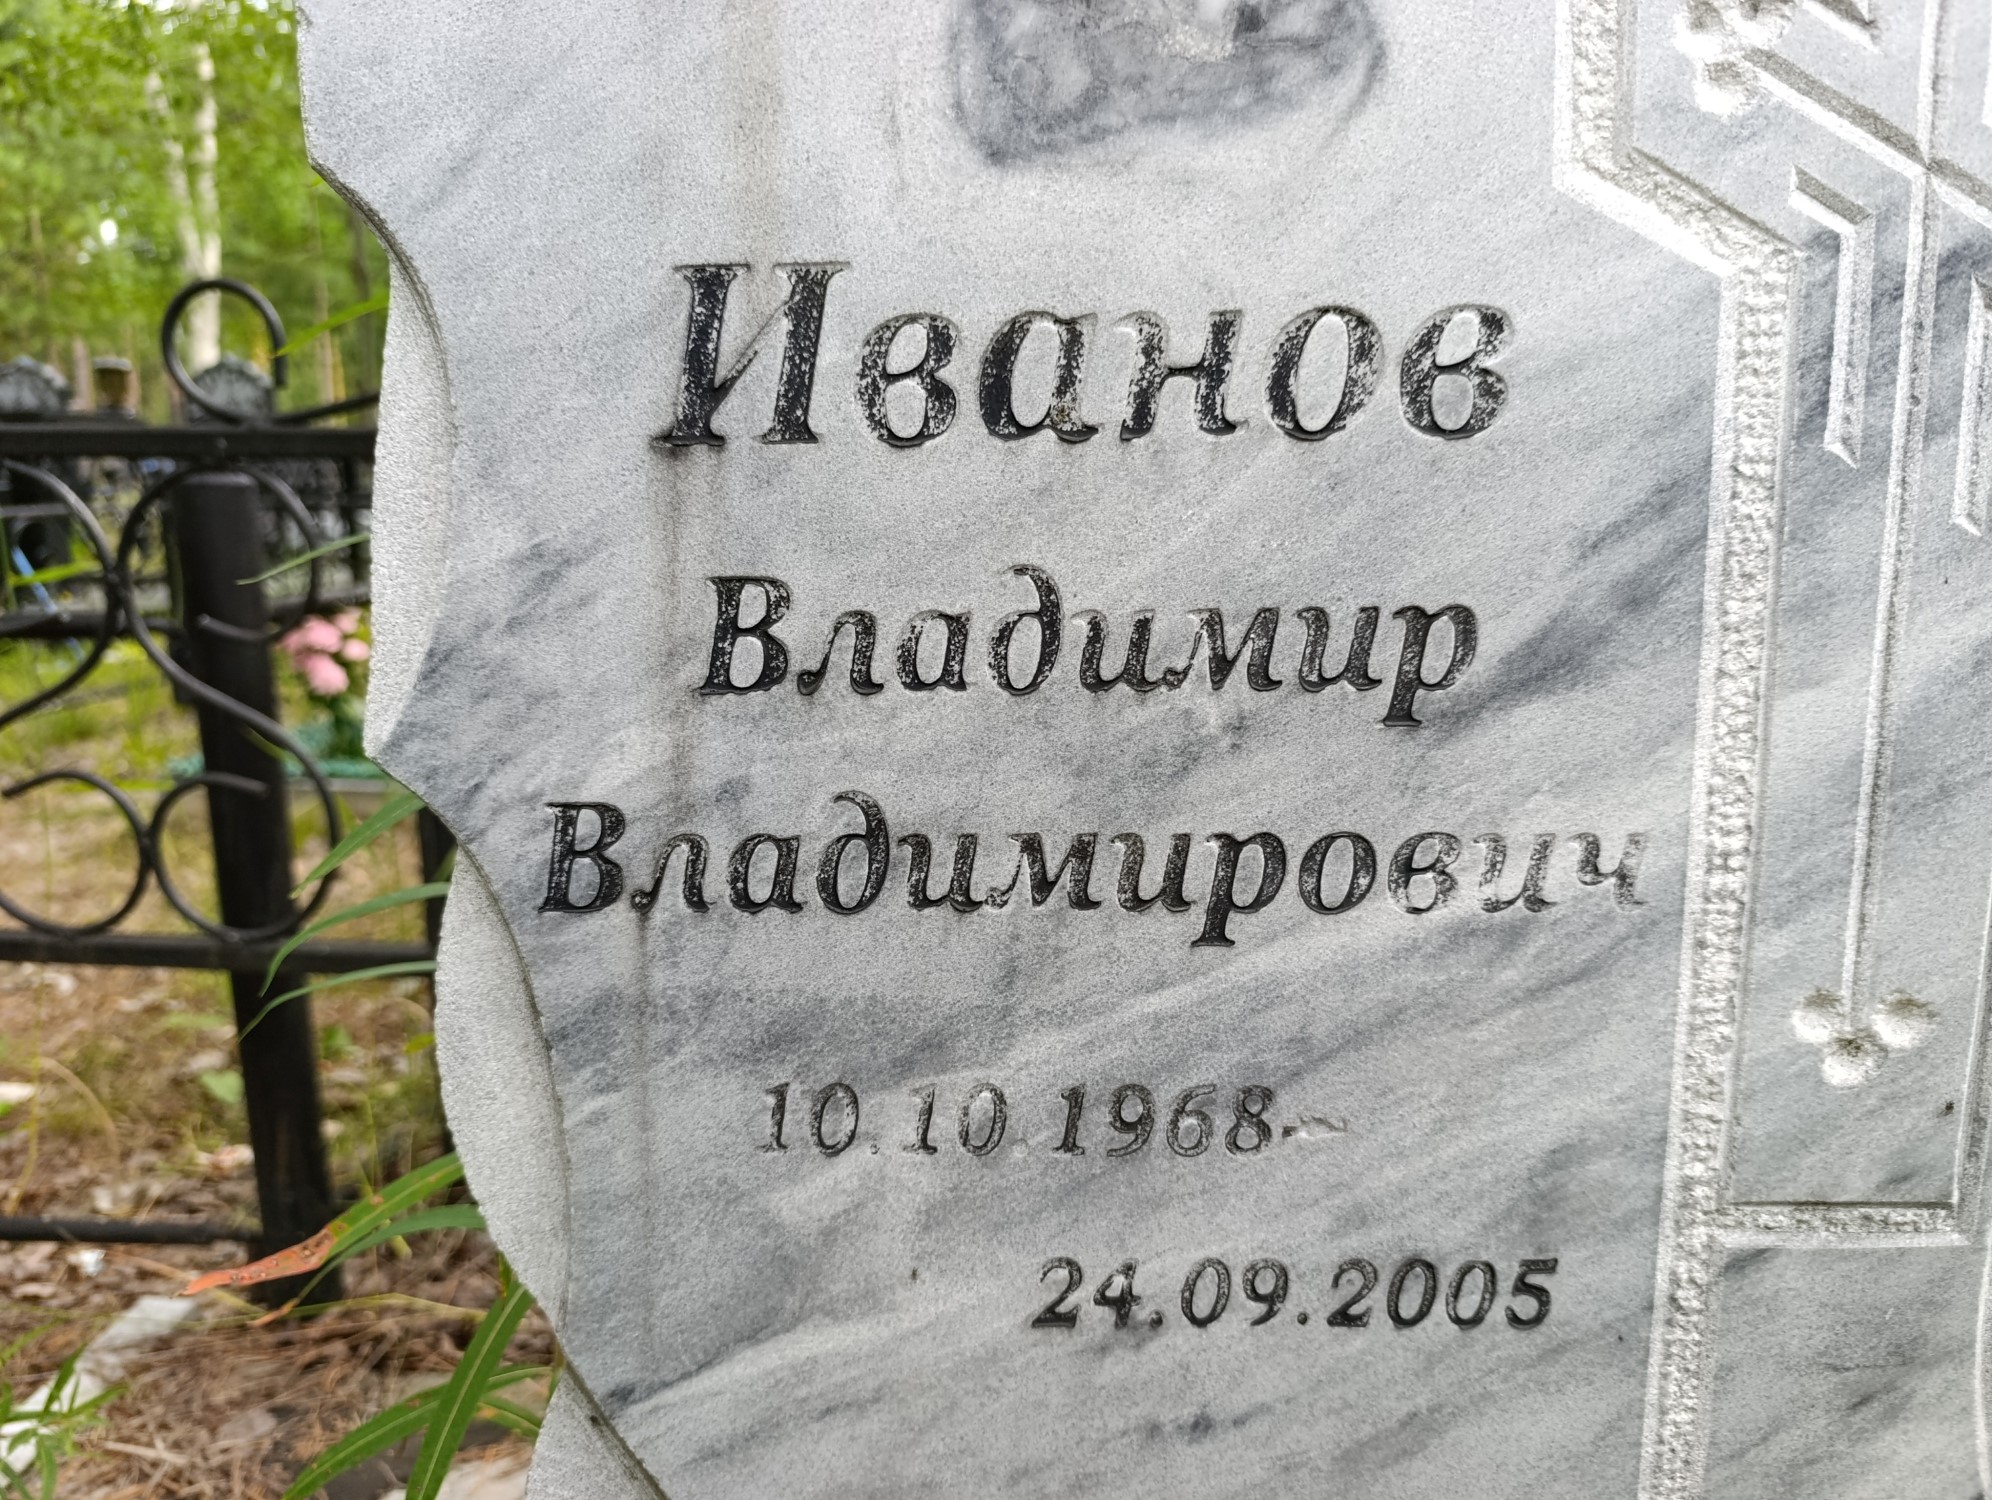 Иванов
Владимир
Владимирович
10.10.1968~
24.09.2005